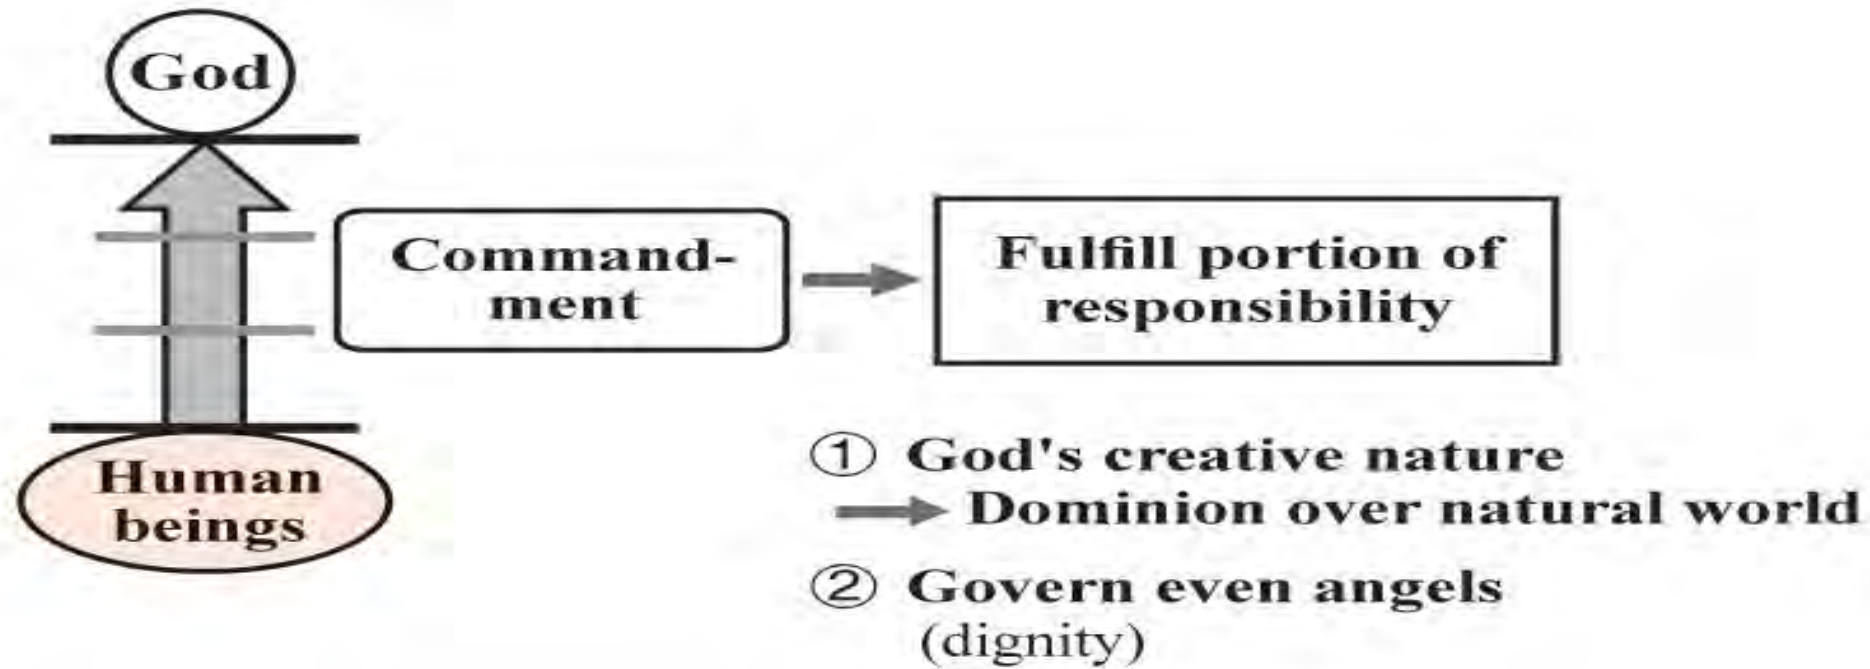 God
Command-
ment
Fulfill portion of
responsibility
Human
beings
① God's creative nature
Dominion over natural world
② Govern even angels
(dignity)